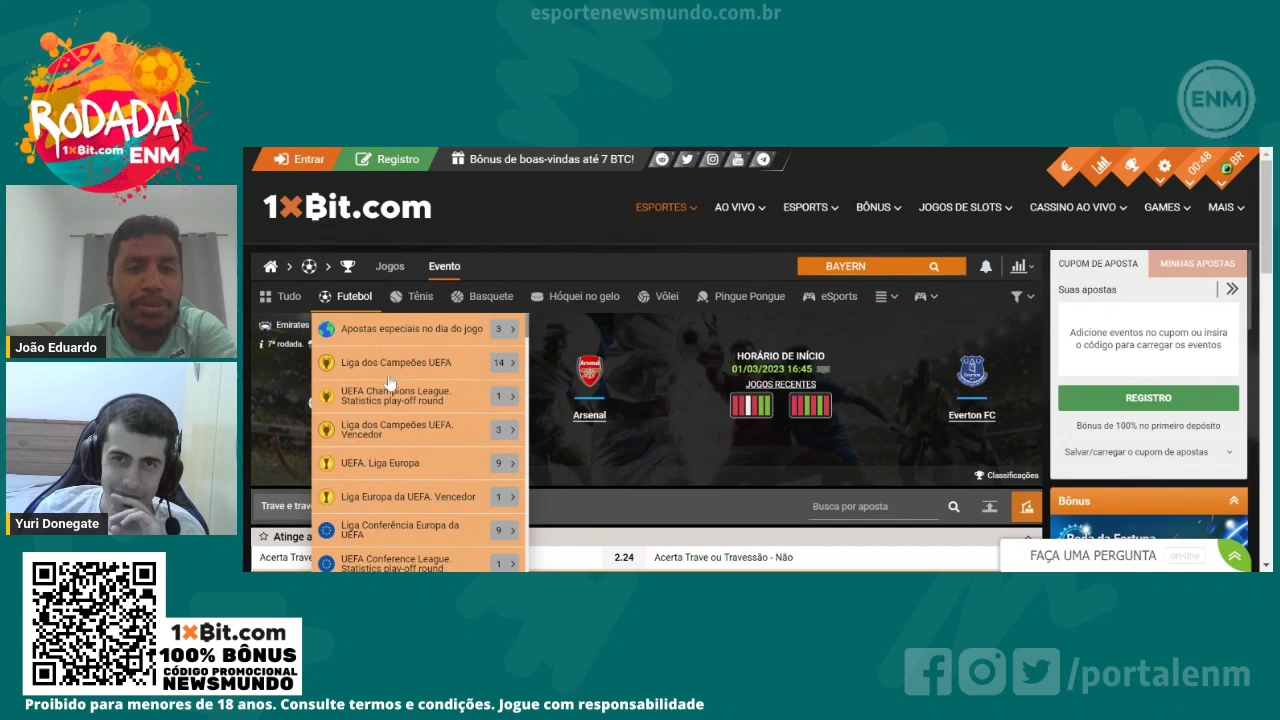 esportenewsmundo.com.br
RODADA
1xBit.com
ENM
ENM
Entrar
Registro
Bônus de boas-vindas até 7 BTC!
00:48
BR
1xBit.com
ESPORTES
AO VIVO
ESPORTS
BÔNUS
JOGOS DE SLOTS
CASSINO AO VIVO
GAMES
MAIS
Jogos
Evento
BAYERN
CUPOM DE APOSTA
MINHAS APOSTAS
Tudo
Futebol
Tênis
Basquete
Hóquei no gelo
Vôlei
Pingue Pongue
eSports
Suas apostas
Emirates
7ª rodada.
Apostas especiais no dia do jogo 3
Liga dos Campeões UEFA 14
UEFA Champions League.
Statistics play-off round 1
Liga dos Campeões UEFA.
Vencedor 3
UEFA. Liga Europa 9
Liga Europa da UEFA. Vencedor 1
Liga Conferência Europa da
UEFA 9
UEFA Conference League.
Statistics play-off round 1
Arsenal
HORÁRIO DE INÍCIO
01/03/2023 16:45
JOGOS RECENTES
Everton FC
Classificações
Adicione eventos no cupom ou insira
o código para carregar os eventos
REGISTRO
Bônus de 100% no primeiro depósito
Salvar/carregar o cupom de apostas
Trave e trav
Busca por aposta
Bônus
Roda da Fortuna
Atinge a
Acerta Trave
2.24
Acerta Trave ou Travessão - Não
FAÇA UMA PERGUNTA
on-line
João Eduardo
Yuri Donegate
1xBit.com
100% BÔNUS
CÓDIGO PROMOCIONAL
NEWSMUNDO
/portalenm
Proibido para menores de 18 anos. Consulte termos e condições. Jogue com responsabilidade